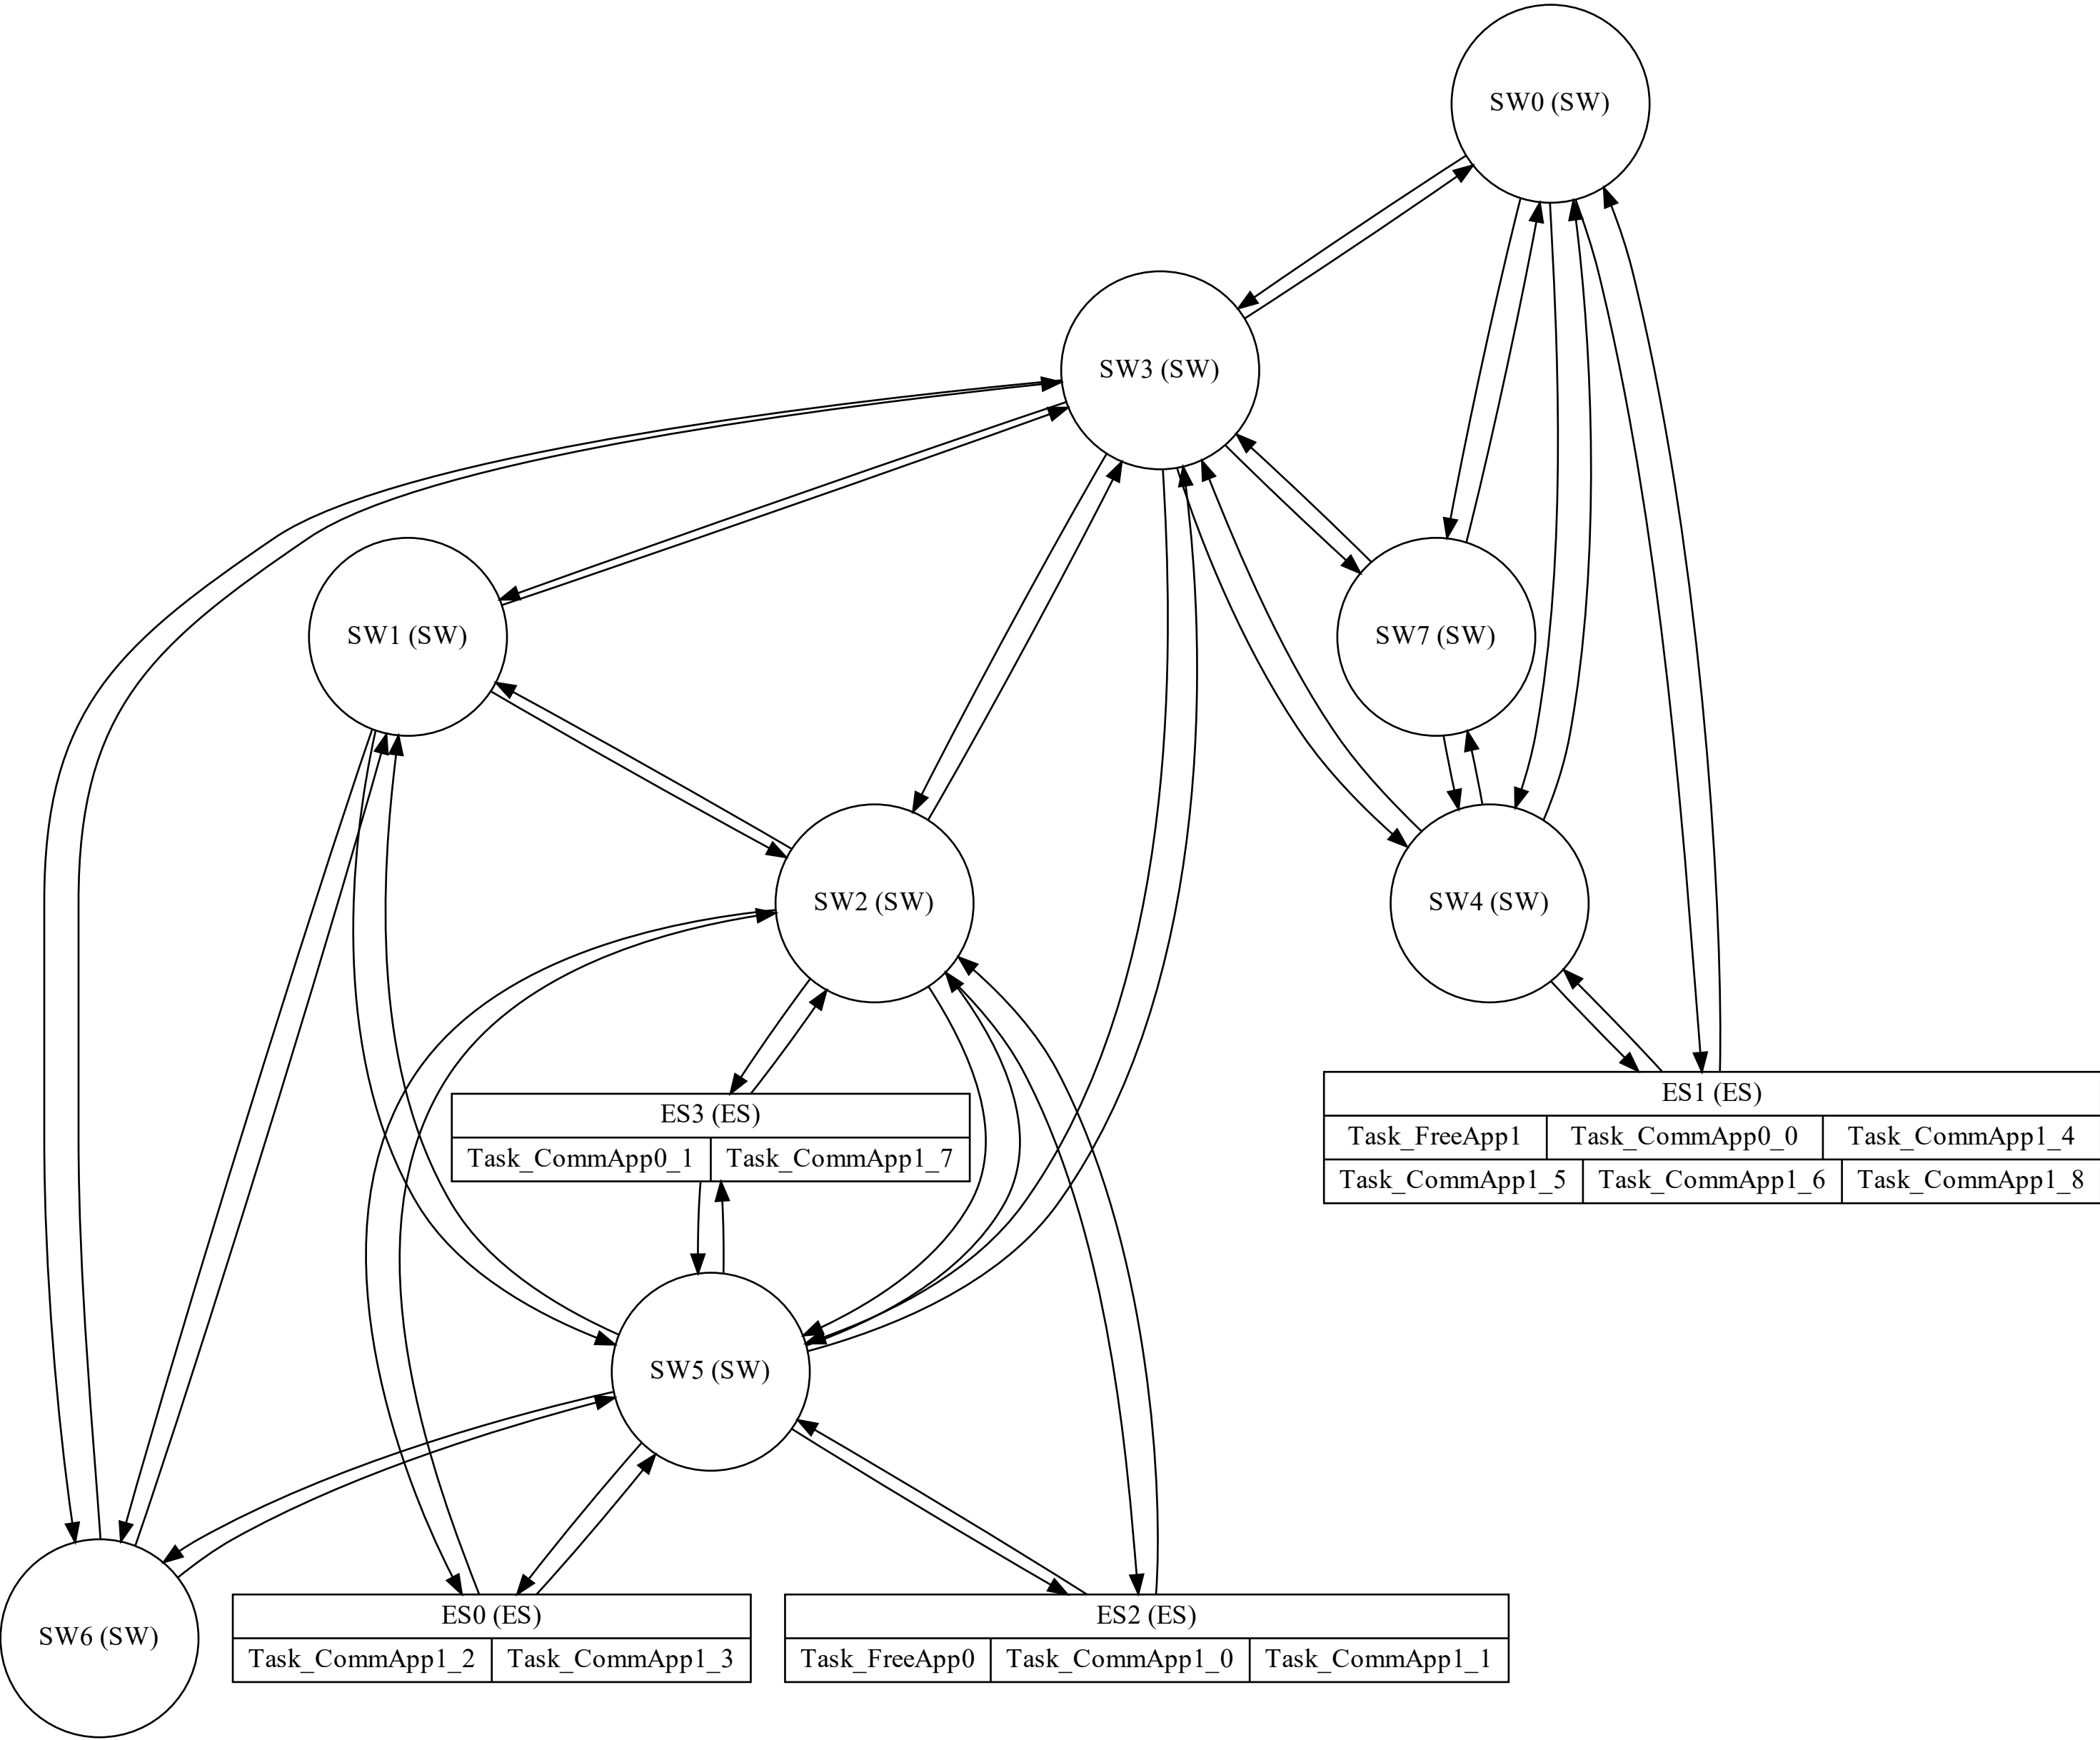 SW0 (SW)
SW3 (SW)
SW1 (SW)
SW7 (SW)
SW2 (SW)
SW4 (SW)
ES3 (ES)
Task_CommApp0_1 Task_CommApp1_7
ES1 (ES)
Task_FreeApp1 Task_CommApp0_0 Task_CommApp1_4
Task_CommApp1_5 Task_CommApp1_6 Task_CommApp1_8
SW5 (SW)
SW6 (SW)
ES0 (ES)
Task_CommApp1_2 Task_CommApp1_3
ES2 (ES)
Task_FreeApp0 Task_CommApp1_0 Task_CommApp1_1